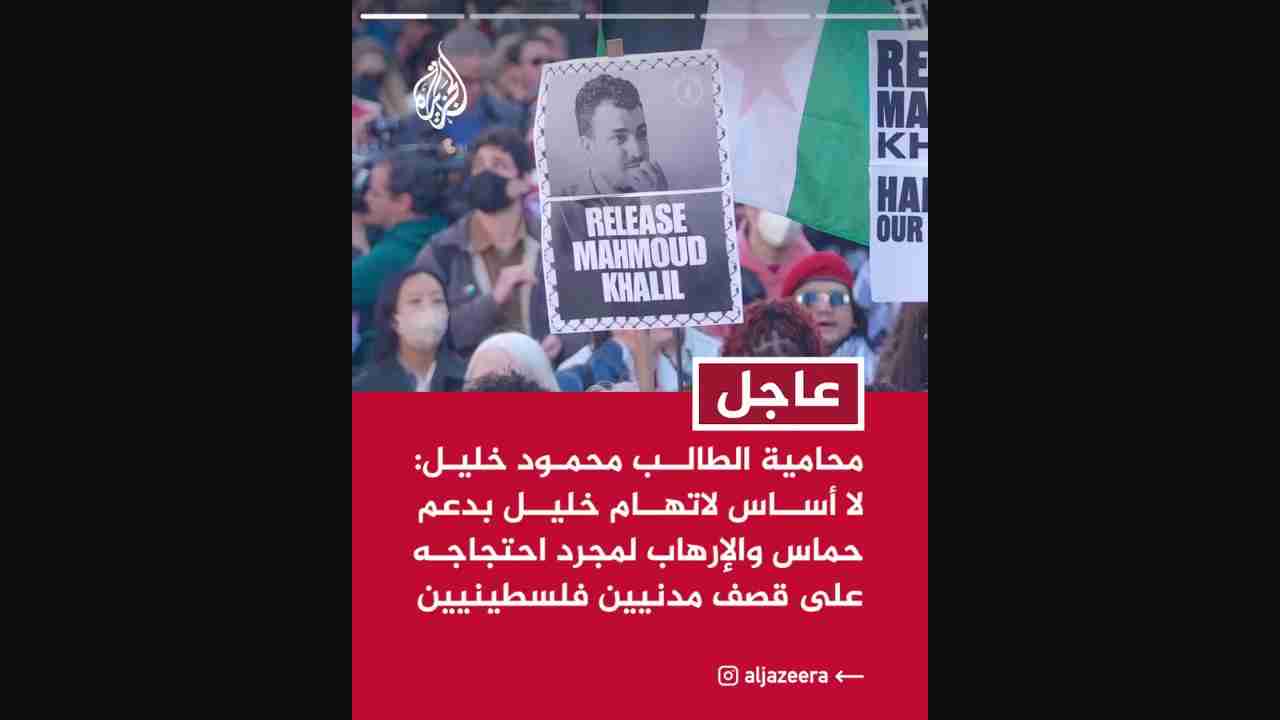 الجزيرة
RELEASE
MAHMOUD
KHALIL
RE
MA
KH
HA
OUR
عاجل
محامية الطالب محمود خليل:
لا أساس لاتهام خليل بدعم
حماس والإرهاب لمجرد احتجاجه
على قصف مدنيين فلسطينيين
aljazeera